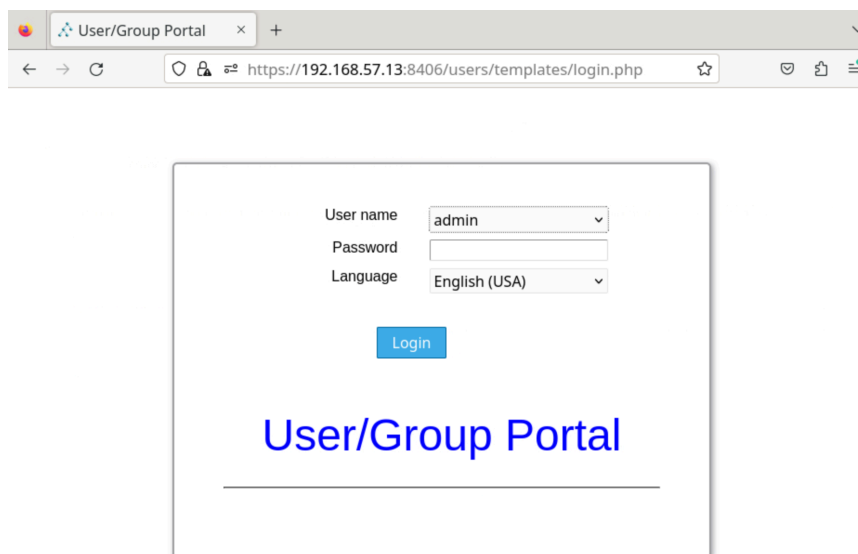 User/Group Portal
https://192.168.57.13:8406/users/templates/login.php
User name admin
Password
Language English (USA)
Login
User/Group Portal